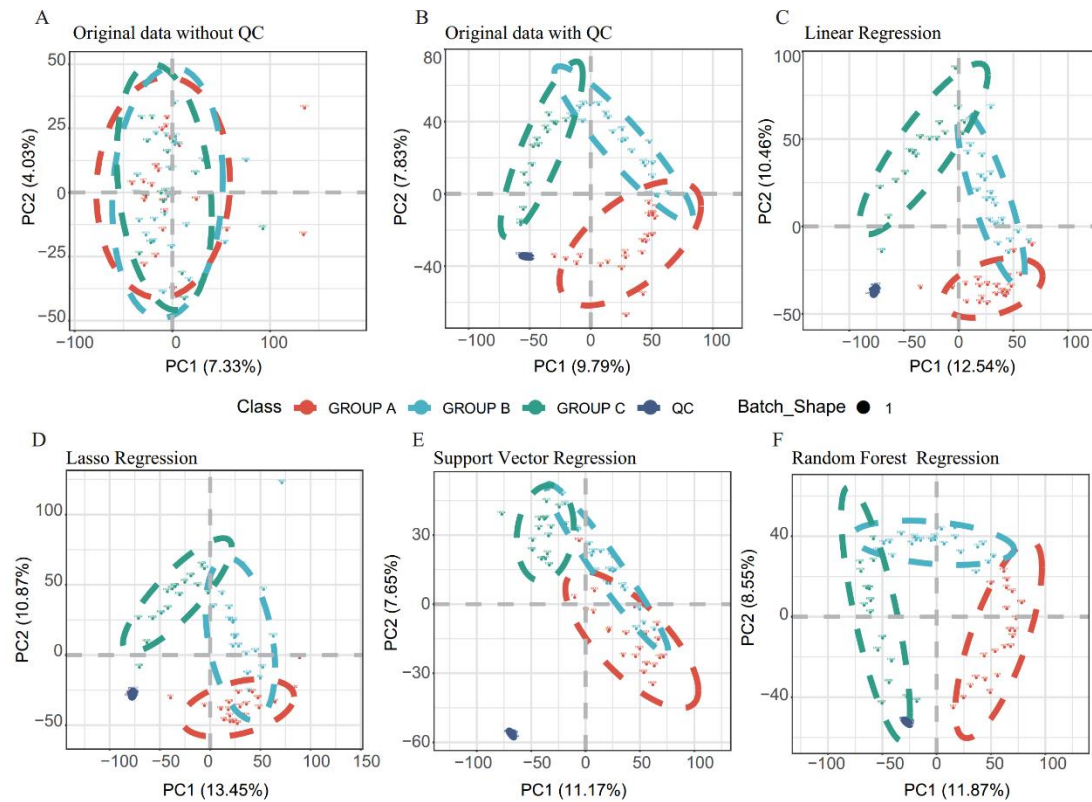 A
Original data without QC
50
25
0
−25
−50
PC2 (4.03%)
−100
−50
0
50
100
PC1 (7.33%)
B
Original data with QC
80
40
0
−40
PC2 (7.83%)
−100
−50
0
50
100
PC1 (9.79%)
C
Linear Regression
100
50
0
−50
PC2 (10.46%)
−100
−50
0
50
100
PC1 (12.54%)
Class GROUP A GROUP B GROUP C QC Batch_Shape 1
D
Lasso Regression
100
50
0
−50
PC2 (10.87%)
−100
−50
0
50
100
150
PC1 (13.45%)
E
Support Vector Regression
30
0
−30
−60
PC2 (7.65%)
−100
−50
0
50
100
PC1 (11.17%)
F
Random Forest Regression
40
0
−40
PC2 (8.55%)
−100
−50
0
50
100
PC1 (11.87%)